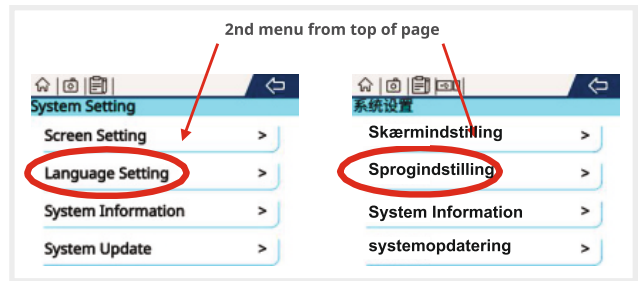 2nd menu from top of page
System Setting
Screen Setting >
Language Setting >
System Information >
System Update >
系统设置
Skærmindstilling >
Sprogindstilling >
System Information >
systemopdatering >